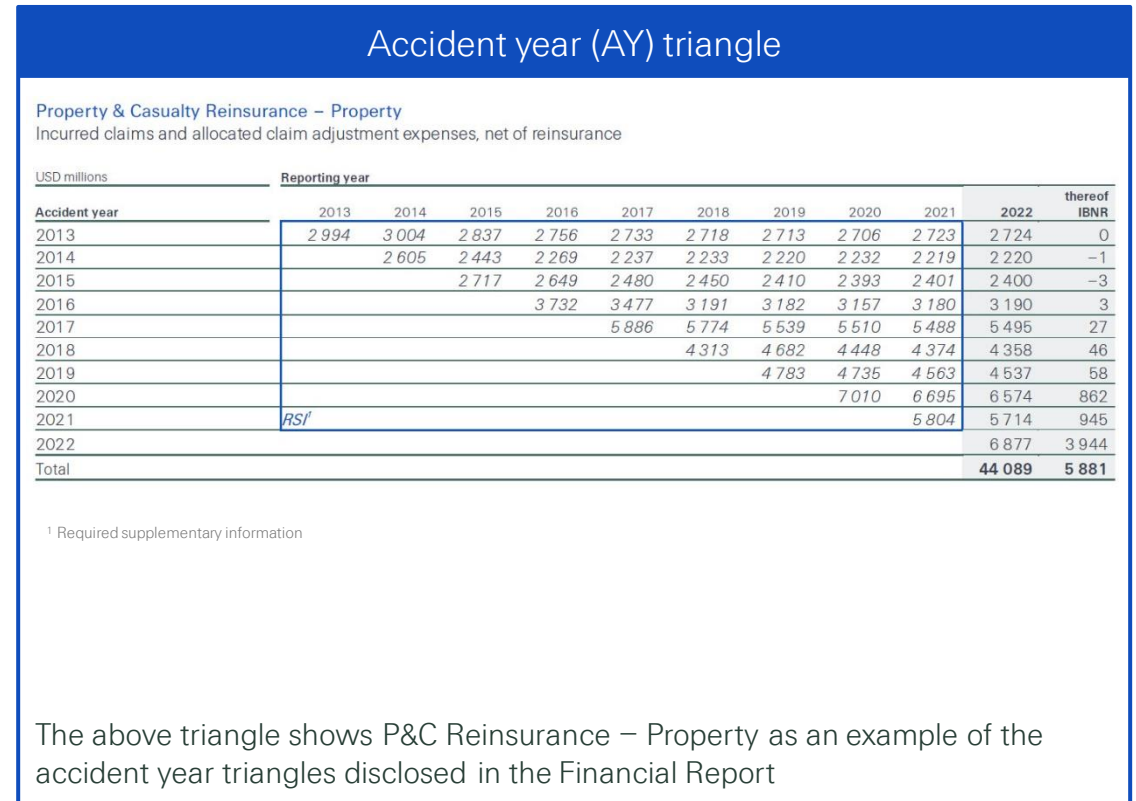 Accident year (AY) triangle
Property & Casualty Reinsurance – Property
Incurred claims and allocated claim adjustment expenses, net of reinsurance
USD millions Reporting year
Accident year 2013 2014 2015 2016 2017 2018 2019 2020 2021 2022 thereof IBNR
2013 2 994 3 004 2 837 2 756 2 733 2 718 2 713 2 706 2 723 2 724 0
2014 2 605 2 443 2 269 2 237 2 233 2 220 2 232 2 219 2 220 –1
2015 2 717 2 649 2 480 2 450 2 410 2 393 2 401 2 400 –3
2016 3 732 3 477 3 191 3 182 3 157 3 180 3 190 3
2017 5 886 5 774 5 539 5 510 5 488 5 495 27
2018 4 313 4 682 4 448 4 374 4 358 46
2019 4 783 4 735 4 563 4 537 58
2020 7 010 6 695 6 574 862
2021 RSI¹ 5 804 5 714 945
2022 6 877 3 944
Total 44 089 5 881
¹ Required supplementary information
The above triangle shows P&C Reinsurance – Property as an example of the
accident year triangles disclosed in the Financial Report